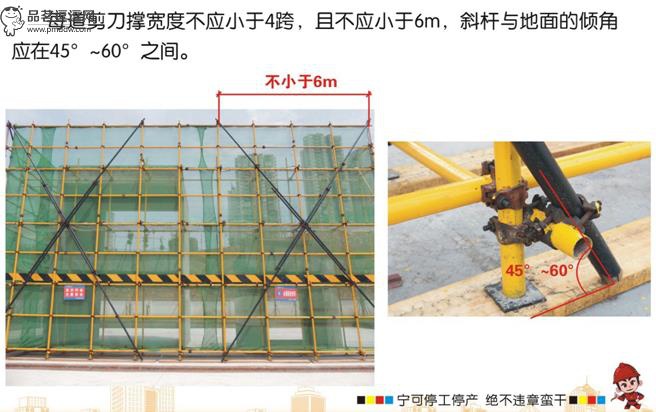 品茗逗逗网
www.pmddw.com
每道剪刀撑宽度不应小于4跨，且不应小于6m，斜杆与地面的倾角
应在45°~60°之间。
不小于6m
45°~60°
宁可停工停产 绝不违章蛮干